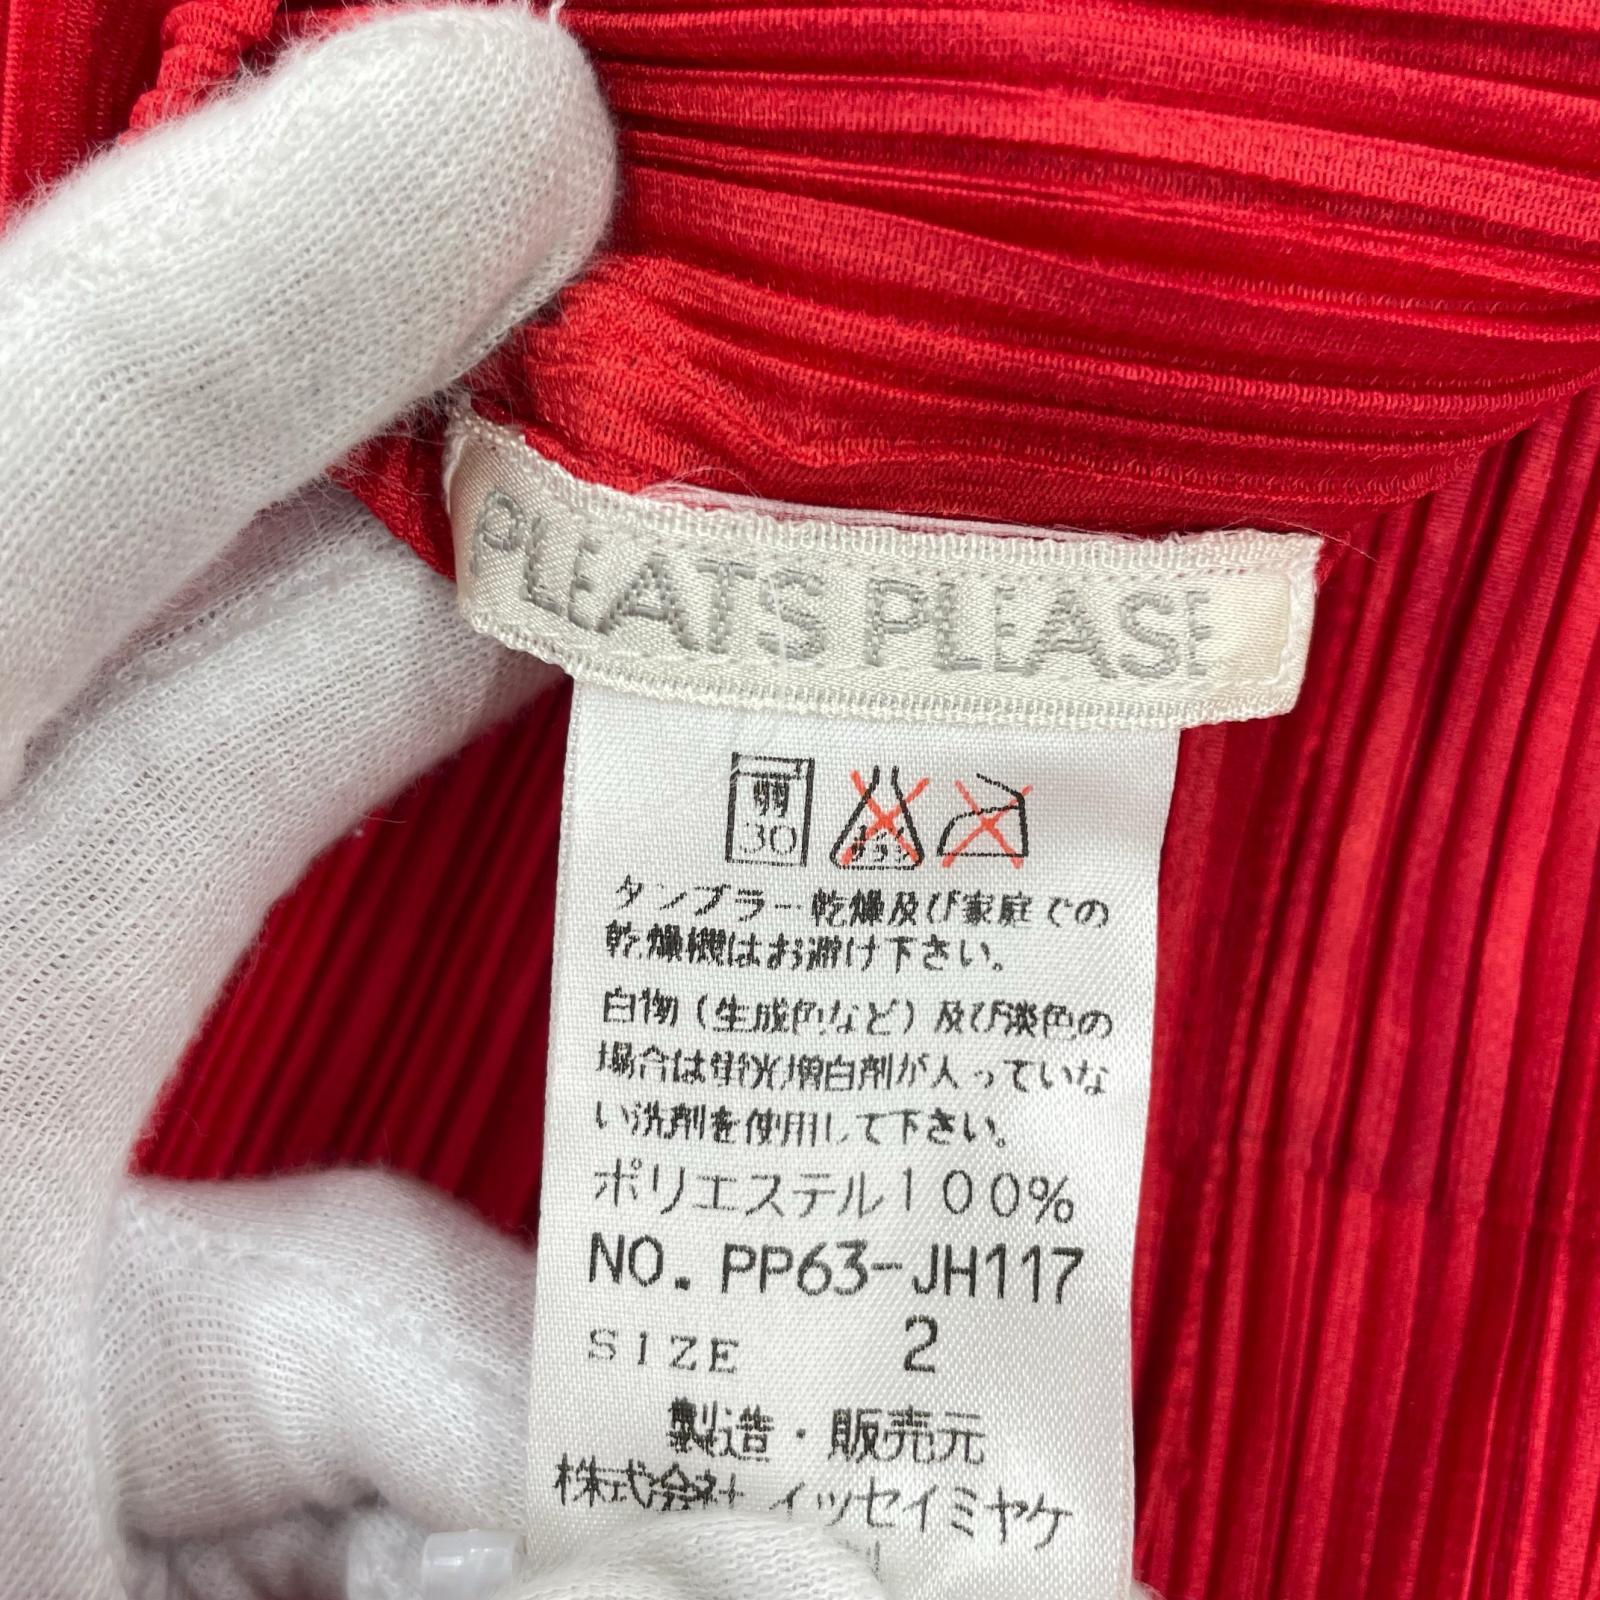 PLEATS PLEASE
弱
30
タンブラー乾燥及び家庭での
乾燥機はお避け下さい。
白物(生成色など)及び淡色の
場合は蛍光増白剤が入っていな
い洗剤を使用して下さい。
ポリエステル100%
NO. PP63-JH117
SIZE 2
製造・販売元
株式会社 イッセイミヤケ